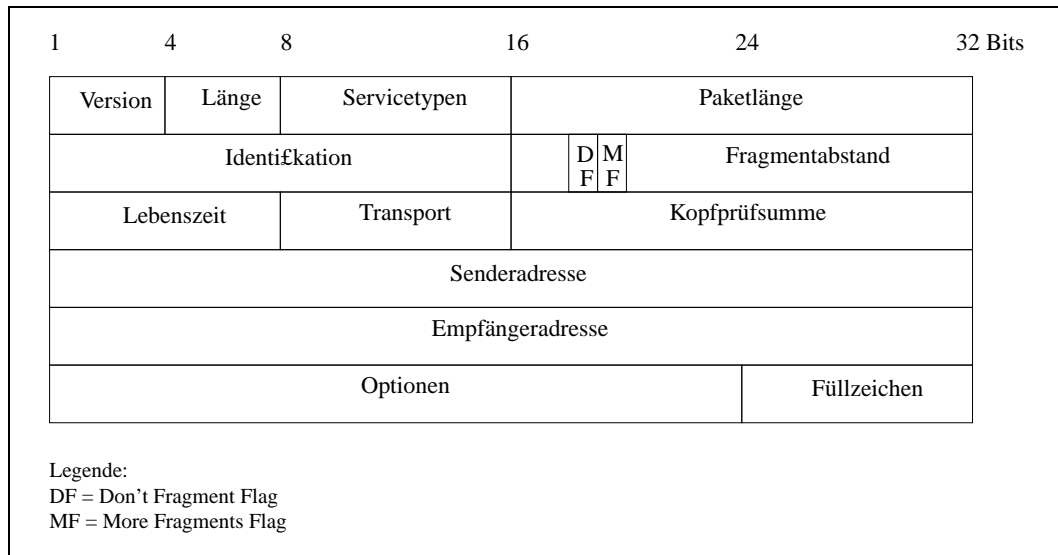 1 4 8 16 24 32 Bits
Version Länge Servicetypen Paketlänge
Identi£kation D F M F Fragmentabstand
Lebenszeit Transport Kopfprüfsumme
Senderadresse
Empfängeradresse
Optionen Füllzeichen
Legende:
DF = Don't Fragment Flag
MF = More Fragments Flag